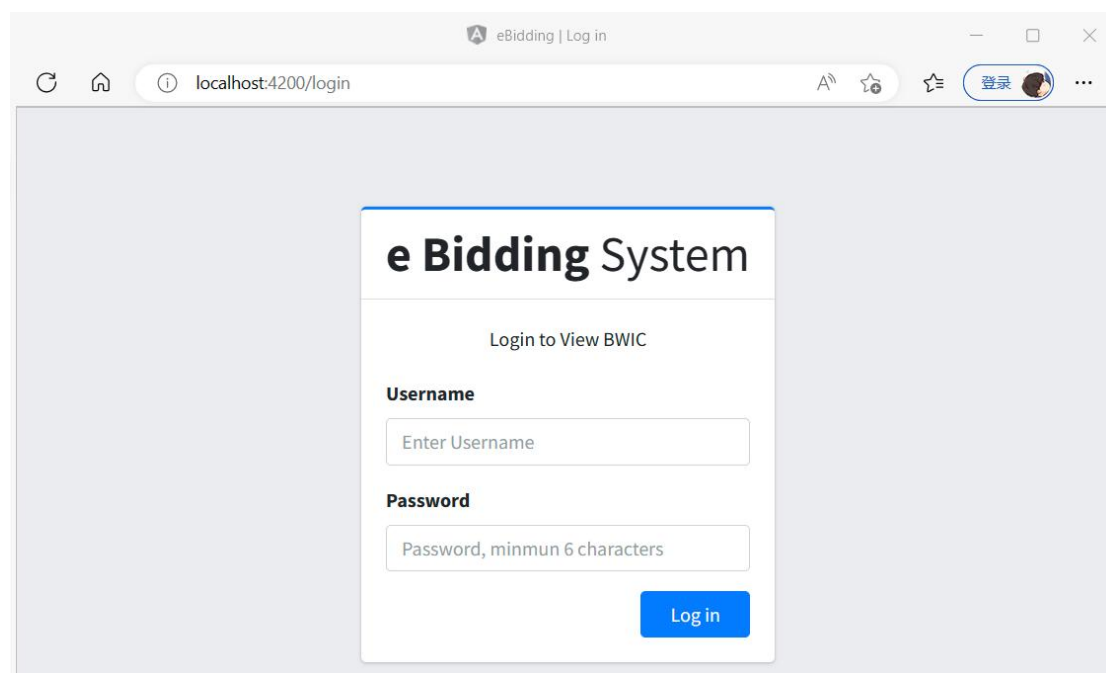 eBidding | Log in
localhost:4200/login
登录
e Bidding System
Login to View BWIC
Username
Enter Username
Password
Password, minmun 6 characters
Log in